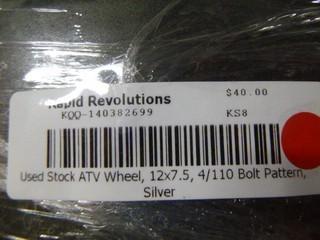 Rapid Revolutions
$40.00
KQQ-140382699
KS8
Used Stock ATV Wheel, 12x7.5, 4/110 Bolt Pattern,
Silver